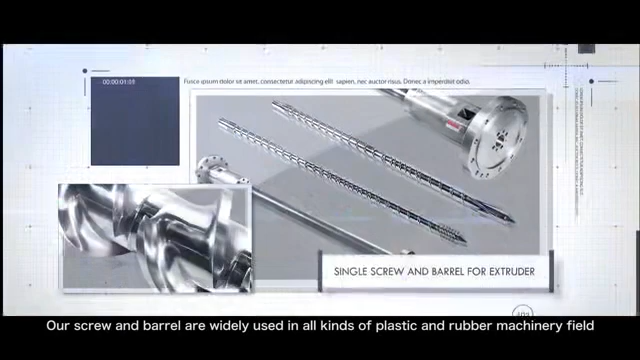 00:00:01:01
Fusce ipsum dolor sit amet, consectetur adipiscing elit sapien, nec auctor risus. Donec a imperdiet odio.
SINGLE SCREW AND BARREL FOR EXTRUDER
Our screw and barrel are widely used in all kinds of plastic and rubber machinery field